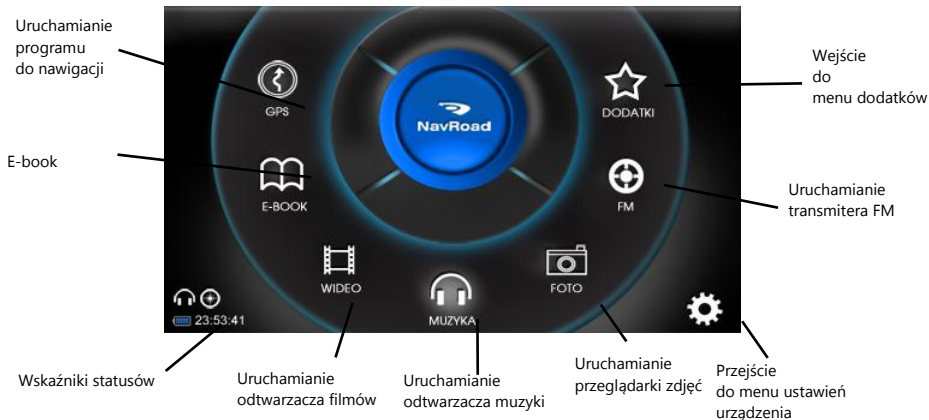 Uruchamianie
programu
do nawigacji
E-book
Wskaźniki statusów
Uruchamianie
odtwarzacza filmów
Uruchamianie
odtwarzacza muzyki
Uruchamianie
przeglądarki zdjęć
Przejście
do menu ustawień
urządzenia
Uruchamianie
transmitera FM
Wejście
do
menu dodatków
GPS
E-BOOK
WIDEO
MUZYKA
FOTO
FM
DODATKI
NavRoad
23:53:41